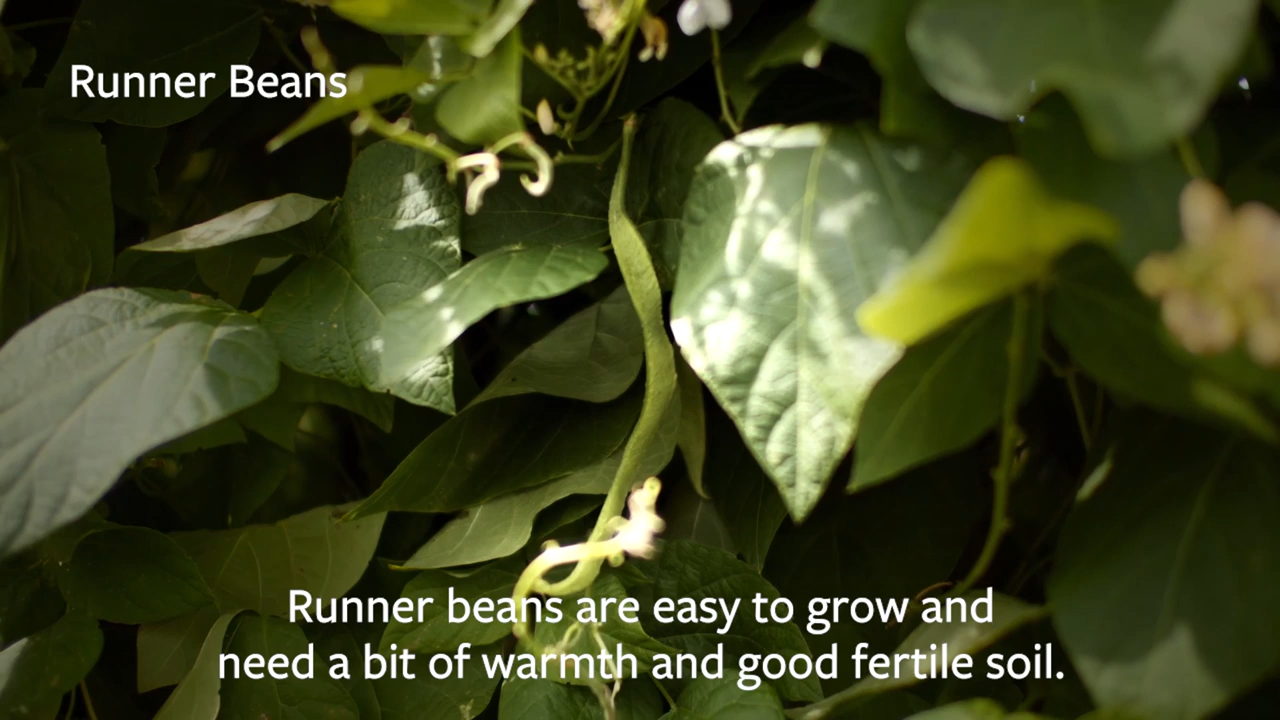 Runner Beans
Runner beans are easy to grow and
need a bit of warmth and good fertile soil.